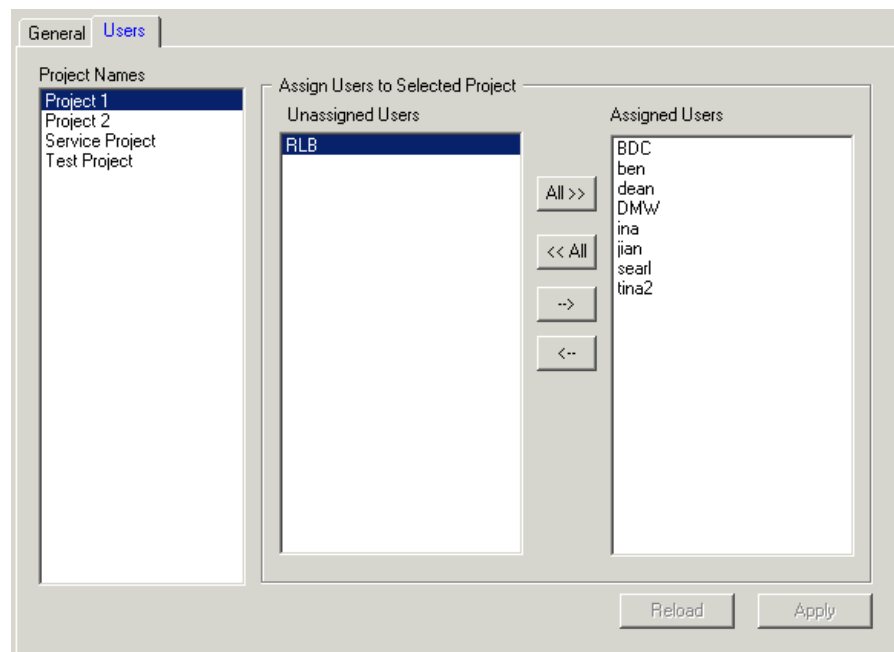 General
Users
Project Names
Project 1
Project 2
Service Project
Test Project
Assign Users to Selected Project
Unassigned Users
RLB
All >>
<< All
-->
<--
Assigned Users
BDC
ben
dean
DMW
ina
jian
searl
tina2
Reload
Apply